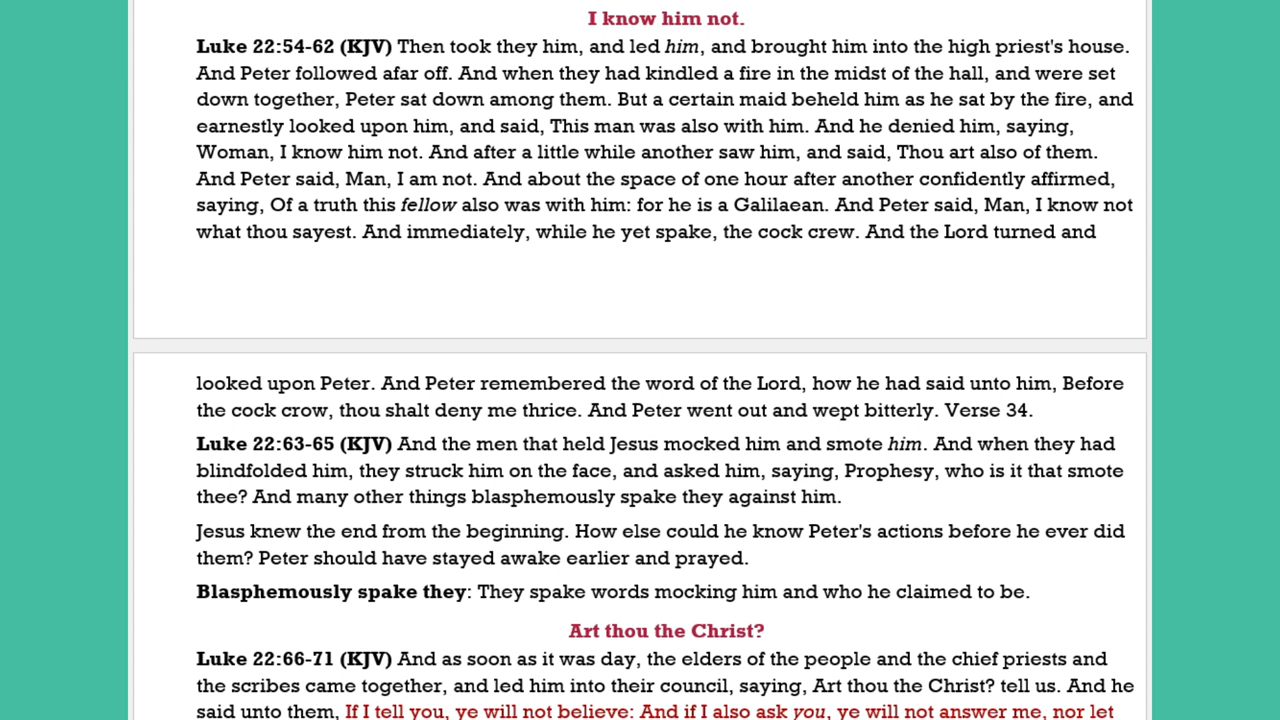 I know him not.
Luke 22:54-62 (KJV) Then took they him, and led him, and brought him into the high priest's house.
And Peter followed afar off. And when they had kindled a fire in the midst of the hall, and were set
down together, Peter sat down among them. But a certain maid beheld him as he sat by the fire, and
earnestly looked upon him, and said, This man was also with him. And he denied him, saying,
Woman, I know him not. And after a little while another saw him, and said, Thou art also of them.
And Peter said, Man, I am not. And about the space of one hour after another confidently affirmed,
saying, Of a truth this fellow also was with him: for he is a Galilaean. And Peter said, Man, I know not
what thou sayest. And immediately, while he yet spake, the cock crew. And the Lord turned and
looked upon Peter. And Peter remembered the word of the Lord, how he had said unto him, Before
the cock crow, thou shalt deny me thrice. And Peter went out and wept bitterly. Verse 34.
Luke 22:63-65 (KJV) And the men that held Jesus mocked him and smote him. And when they had
blindfolded him, they struck him on the face, and asked him, saying, Prophesy, who is it that smote
thee? And many other things blasphemously spake they against him.
Jesus knew the end from the beginning. How else could he know Peter's actions before he ever did
them? Peter should have stayed awake earlier and prayed.
Blasphemously spake they: They spake words mocking him and who he claimed to be.
Art thou the Christ?
Luke 22:66-71 (KJV) And as soon as it was day, the elders of the people and the chief priests and
the scribes came together, and led him into their council, saying, Art thou the Christ? tell us. And he
said unto them, If I tell you, ye will not believe: And if I also ask you, ye will not answer me, nor let